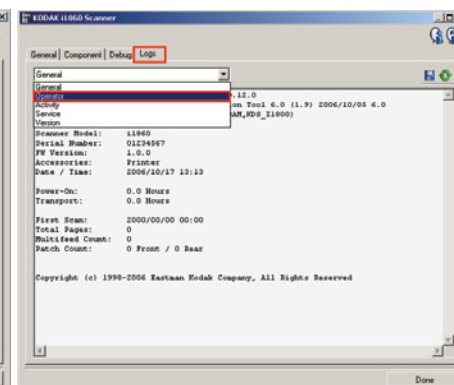 KODAK i1860 Scanner
General Component Debug Logs
General
General
Operator
Activity
Service
Version
.12.0
on Tool 6.0 (1.9) 2006/10/05 6.0
AM,KDS_I1800)
Scanner Model: i1860
Serial Number: 01234567
FW Version: 1.0.0
Accessories: Printer
Date / Time: 2006/10/17 13:13
Power-On: 0.0 Hours
Transport: 0.0 Hours
First Scan: 2000/00/00 00:00
Total Pages: 0
Multifeed Count: 0
Patch Count: 0 Front / 0 Rear
Copyright (c) 1998-2006 Eastman Kodak Company, All Rights Reserved
Done